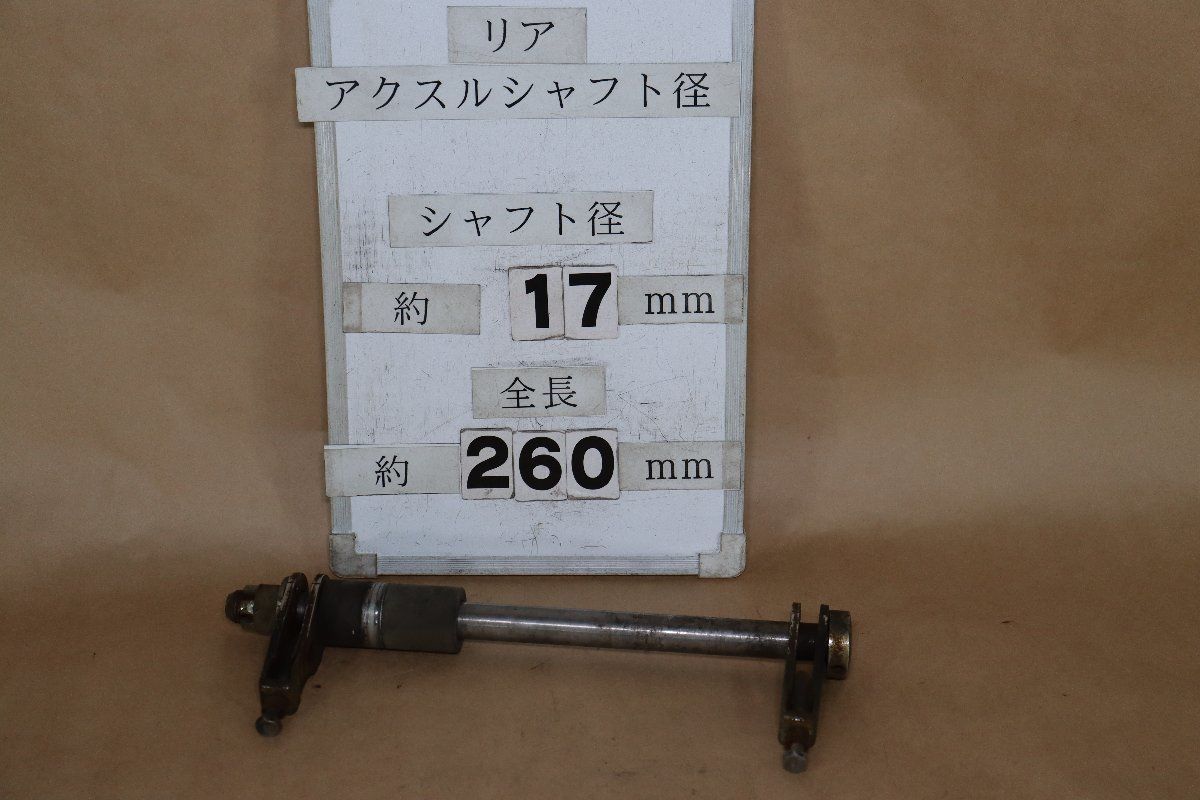 リア
アクスルシャフト径
シャフト径
約 17 mm
全長
約 260 mm